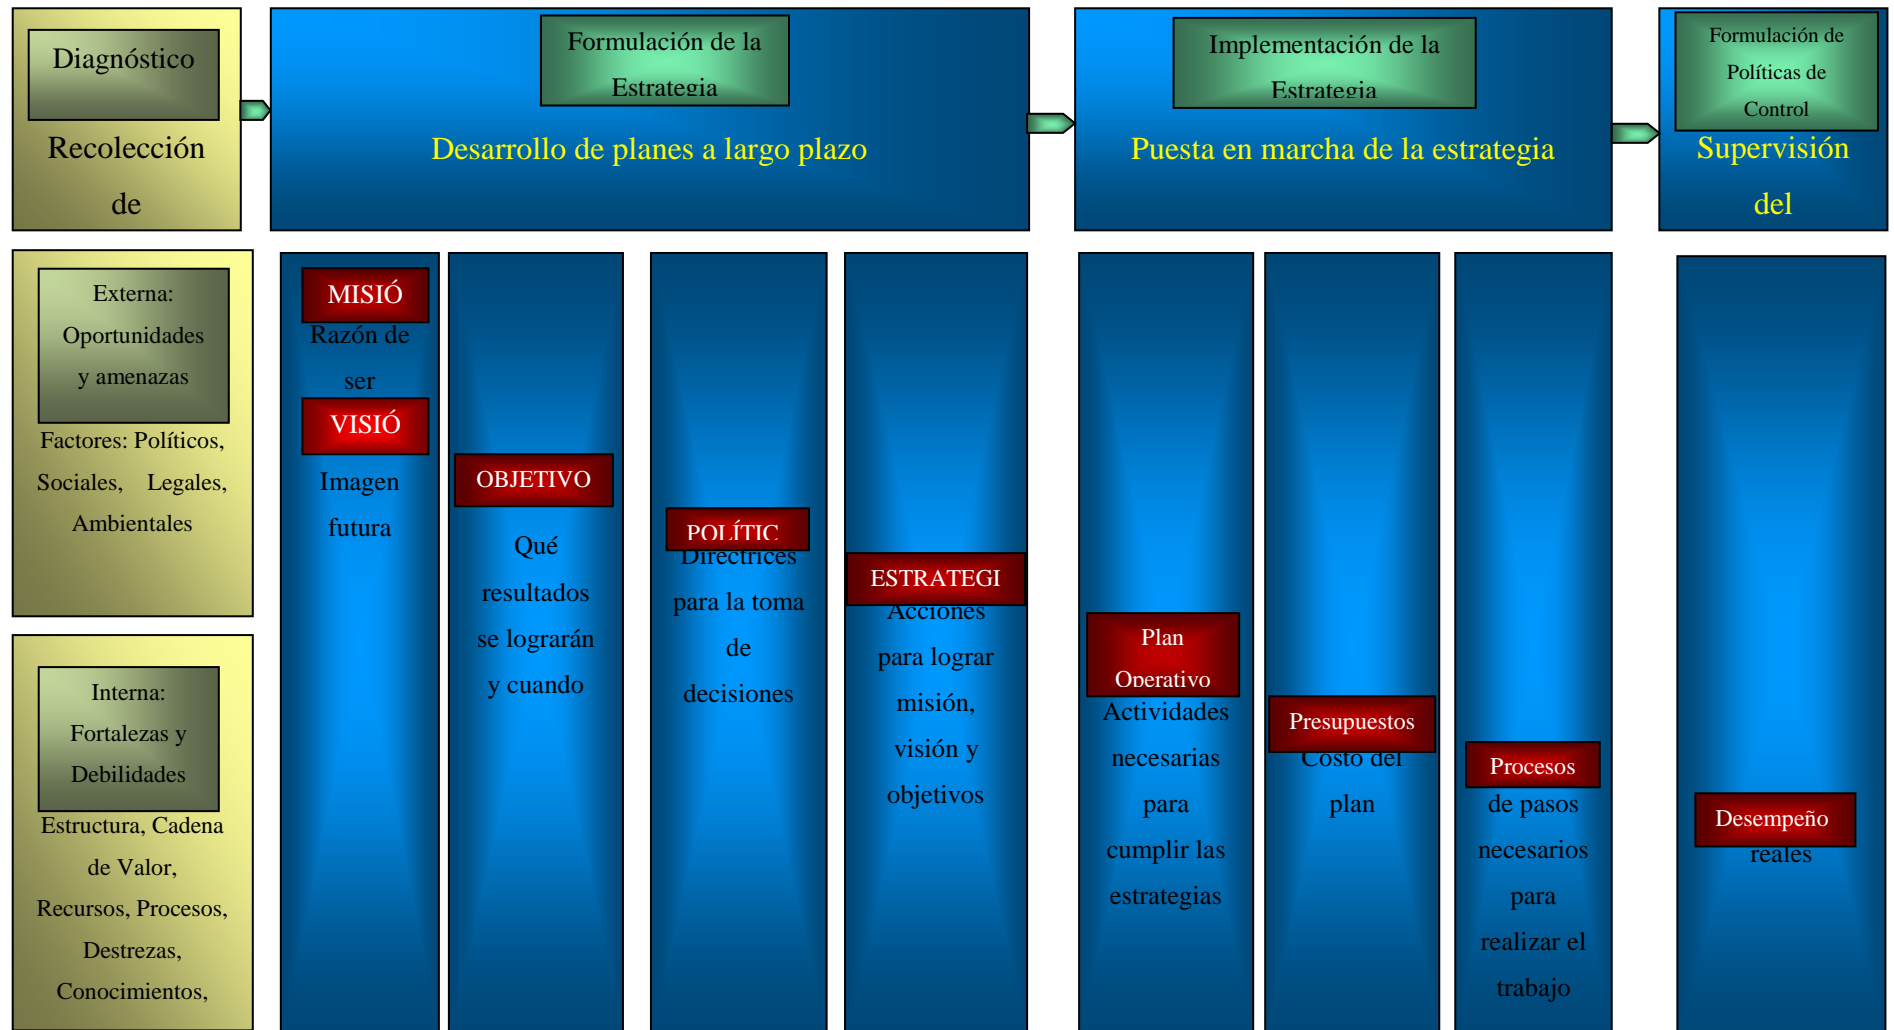 Diagnóstico
Recolección
de
Formulación de la
Estrategia
Desarrollo de planes a largo plazo
Implementación de la
Estrategia
Puesta en marcha de la estrategia
Formulación de
Políticas de
Control
Supervisión
del
Externa:
Oportunidades
y amenazas
Factores: Políticos,
Sociales, Legales,
Ambientales
Interna:
Fortalezas y
Debilidades
Estructura, Cadena
de Valor,
Recursos, Procesos,
Destrezas,
Conocimientos,
MISIÓ
Razón de
ser
VISIÓ
Imagen
futura
OBJETIVO
Qué
resultados
se lograrán
y cuando
POLÍTIC
Directrices
para la toma
de
decisiones
ESTRATEGI
Acciones
para lograr
misión,
visión y
objetivos
Plan
Operativo
Actividades
necesarias
para
cumplir las
estrategias
Presupuestos
Costo del
plan
Procesos
de pasos
necesarios
para
realizar el
trabajo
Desempeño
reales